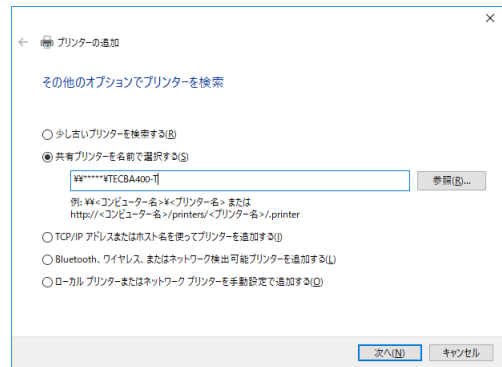 プリンターの追加
その他のオプションでプリンターを検索
少し古いプリンターを検索する(R)
共有プリンターを名前で選択する(S)
¥¥*****¥TECBA400-T
参照(R)...
例: ¥¥<コンピューター名>¥<プリンター名> または
http://<コンピューター名>/printers/<プリンター名>/.printer
TCP/IP アドレスまたはホスト名を使ってプリンターを追加する(I)
Bluetooth、ワイヤレス、またはネットワーク検出可能プリンターを追加する(L)
ローカル プリンターまたはネットワーク プリンターを手動設定で追加する(O)
次へ(N)
キャンセル